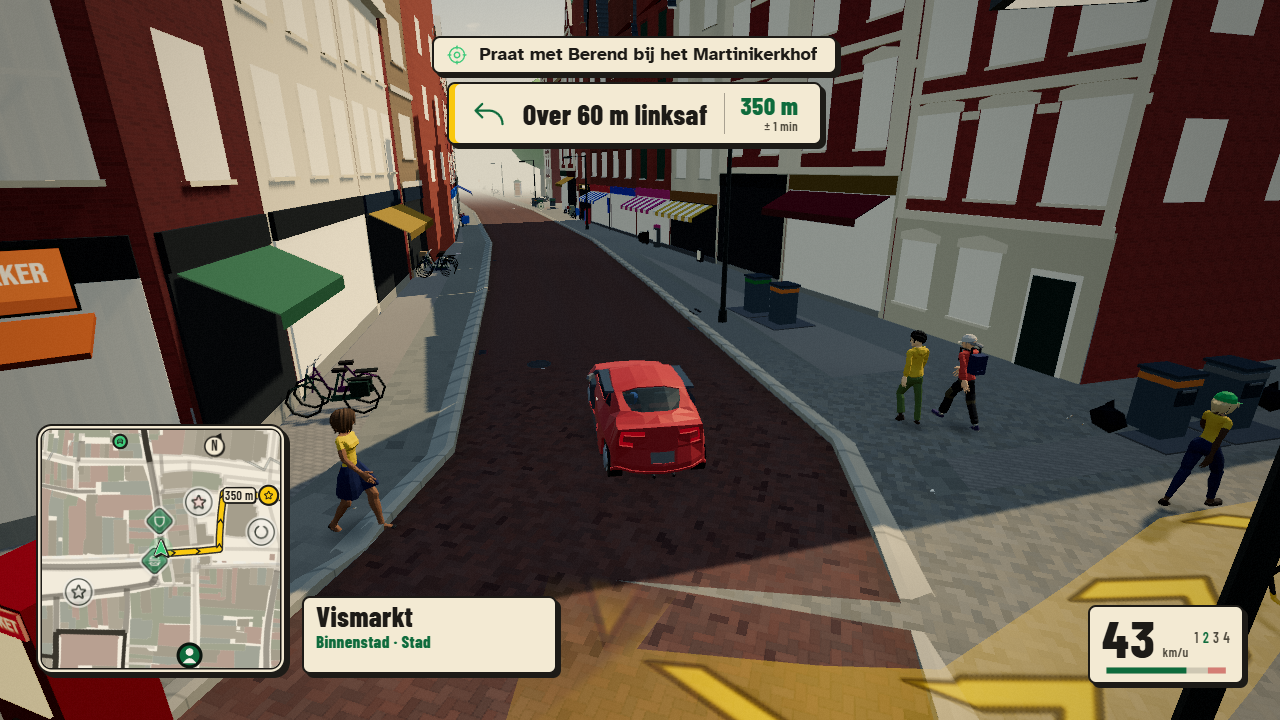 Praat met Berend bij het Martinikerkhof
Over 60 m linksaf
350 m
± 1 min
KER
N
350 m
Vismarkt
Binnenstad · Stad
43 km/u
1 2 3 4